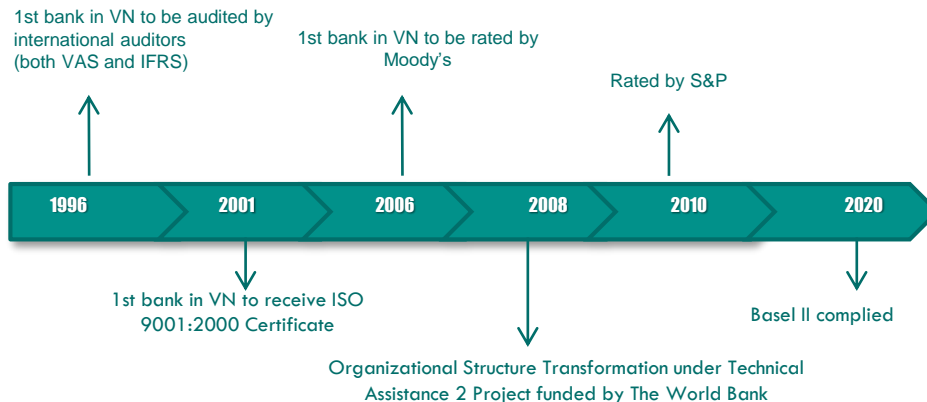 1st bank in VN to be audited by
international auditors
(both VAS and IFRS)
1st bank in VN to be rated by
Moody's
Rated by S&P
1996
2001
2006
2008
2010
2020
1st bank in VN to receive ISO
9001:2000 Certificate
Basel II complied
Organizational Structure Transformation under Technical
Assistance 2 Project funded by The World Bank